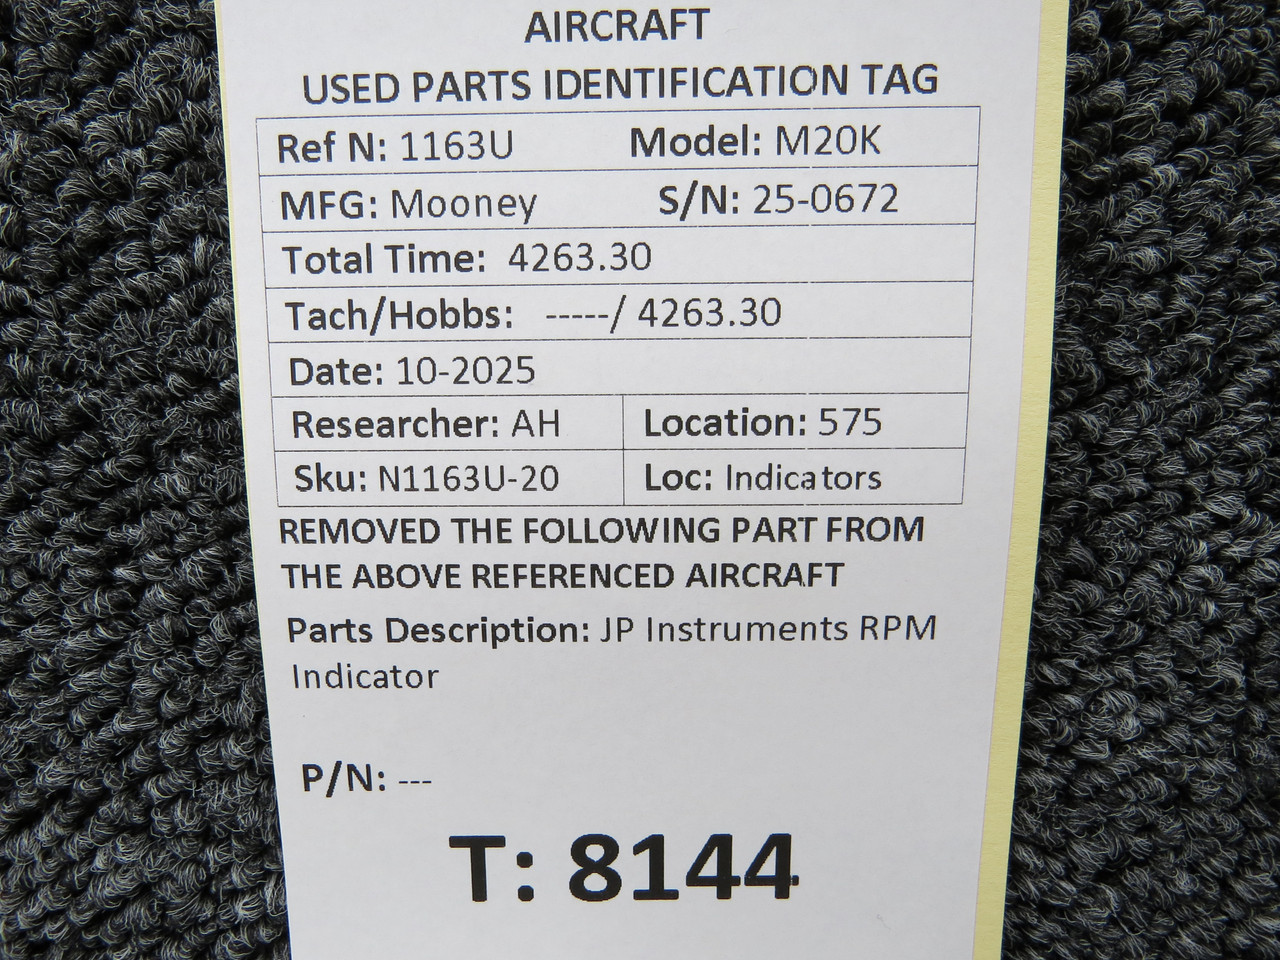 AIRCRAFT
USED PARTS IDENTIFICATION TAG
Ref N: 1163U Model: M20K
MFG: Mooney S/N: 25-0672
Total Time: 4263.30
Tach/Hobbs: -----/ 4263.30
Date: 10-2025
Researcher: AH Location: 575
Sku: N1163U-20 Loc: Indicators
REMOVED THE FOLLOWING PART FROM
THE ABOVE REFERENCED AIRCRAFT
Parts Description: JP Instruments RPM
Indicator
P/N: ---
T: 8144